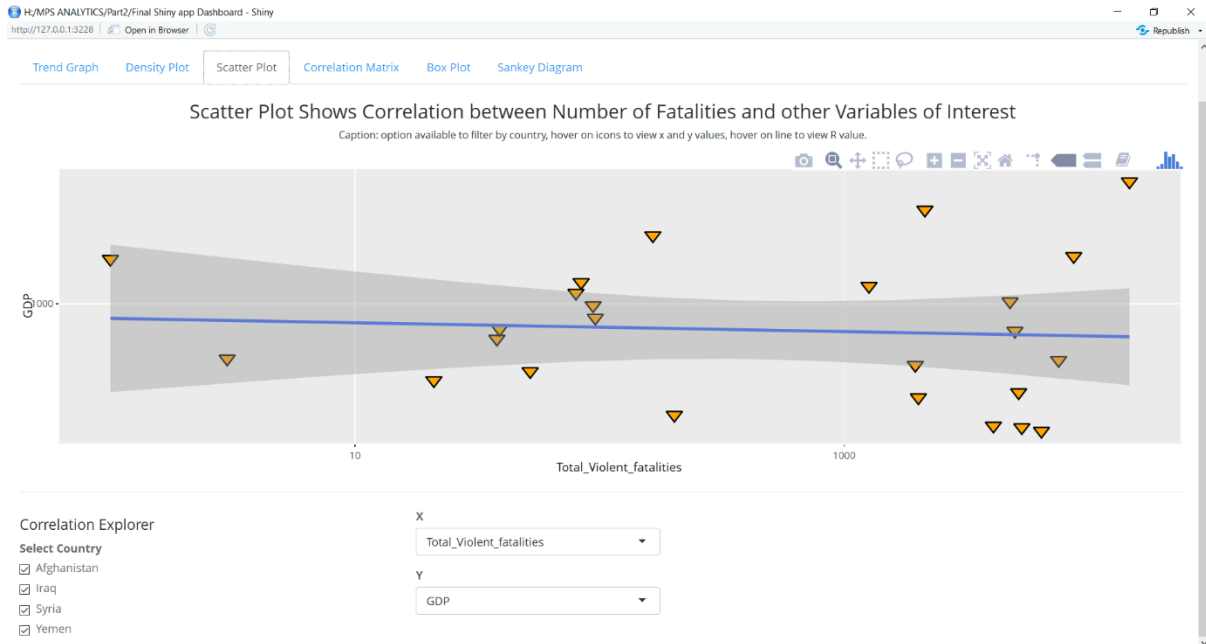 H:/MPS ANALYTICS/Part2/Final Shiny app Dashboard - Shiny
http://127.0.0.1:3228 Open in Browser Republish
Trend Graph Density Plot Scatter Plot Correlation Matrix Box Plot Sankey Diagram
Scatter Plot Shows Correlation between Number of Fatalities and other Variables of Interest
Caption: option available to filter by country, hover on icons to view x and y values, hover on line to view R value.
GDP
10
1000
Total_Violent_fatalities
Correlation Explorer
Select Country
Afghanistan
Iraq
Syria
Yemen
X
Total_Violent_fatalities
Y
GDP